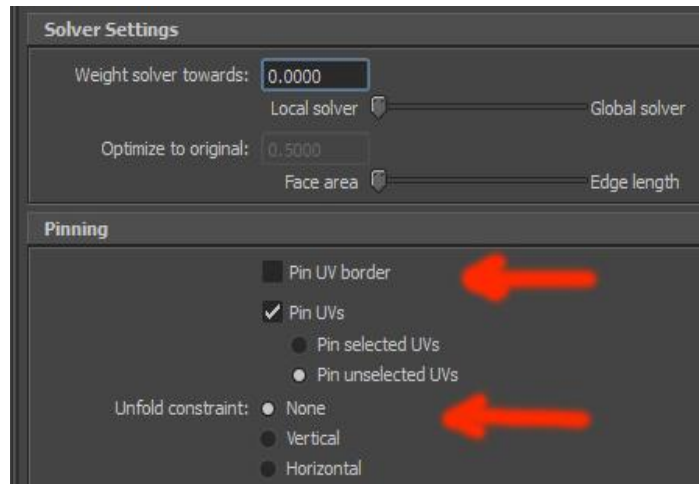 Solver Settings
Weight solver towards: 0.0000
Local solver Global solver
Optimize to original: 0.5000
Face area Edge length
Pinning
Pin UV border
Pin UVs
Pin selected UVs
Pin unselected UVs
Unfold constraint: None
Vertical
Horizontal